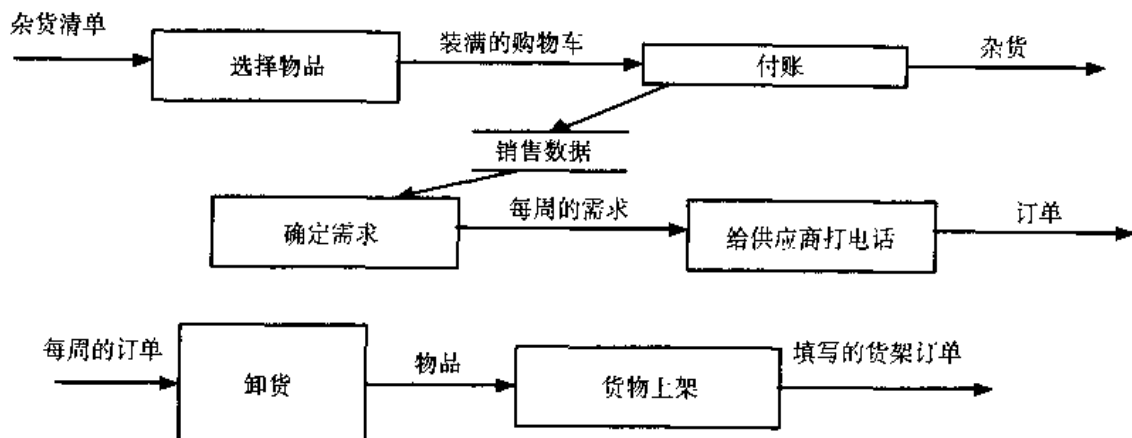 杂货清单
选择物品
装满的购物车
付账
杂货
销售数据
确定需求
每周的需求
给供应商打电话
订单
每周的订单
卸货
物品
货物上架
填写的货架订单